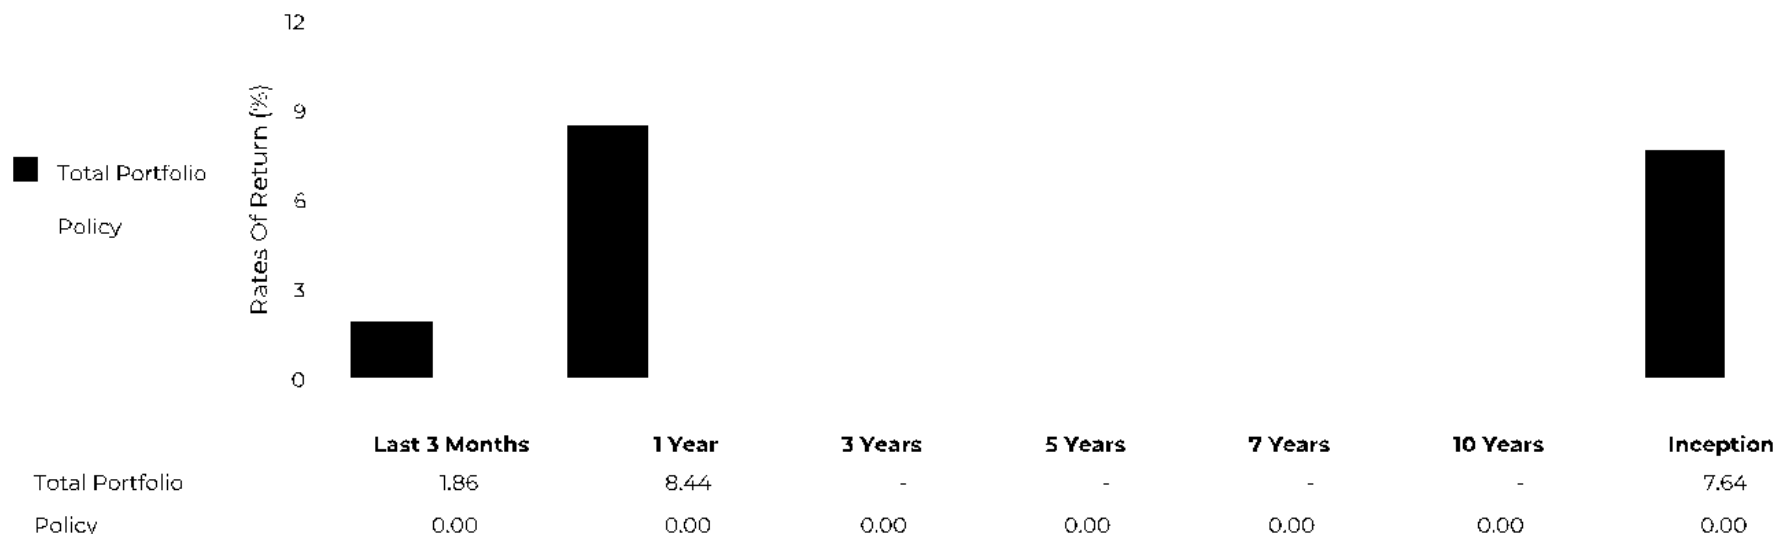 12
9
6
3
0
Rates Of Return (%)
Total Portfolio
Policy
Last 3 Months 1 Year 3 Years 5 Years 7 Years 10 Years Inception
Total Portfolio 1.86 8.44 - - - - 7.64
Policy 0.00 0.00 0.00 0.00 0.00 0.00 0.00